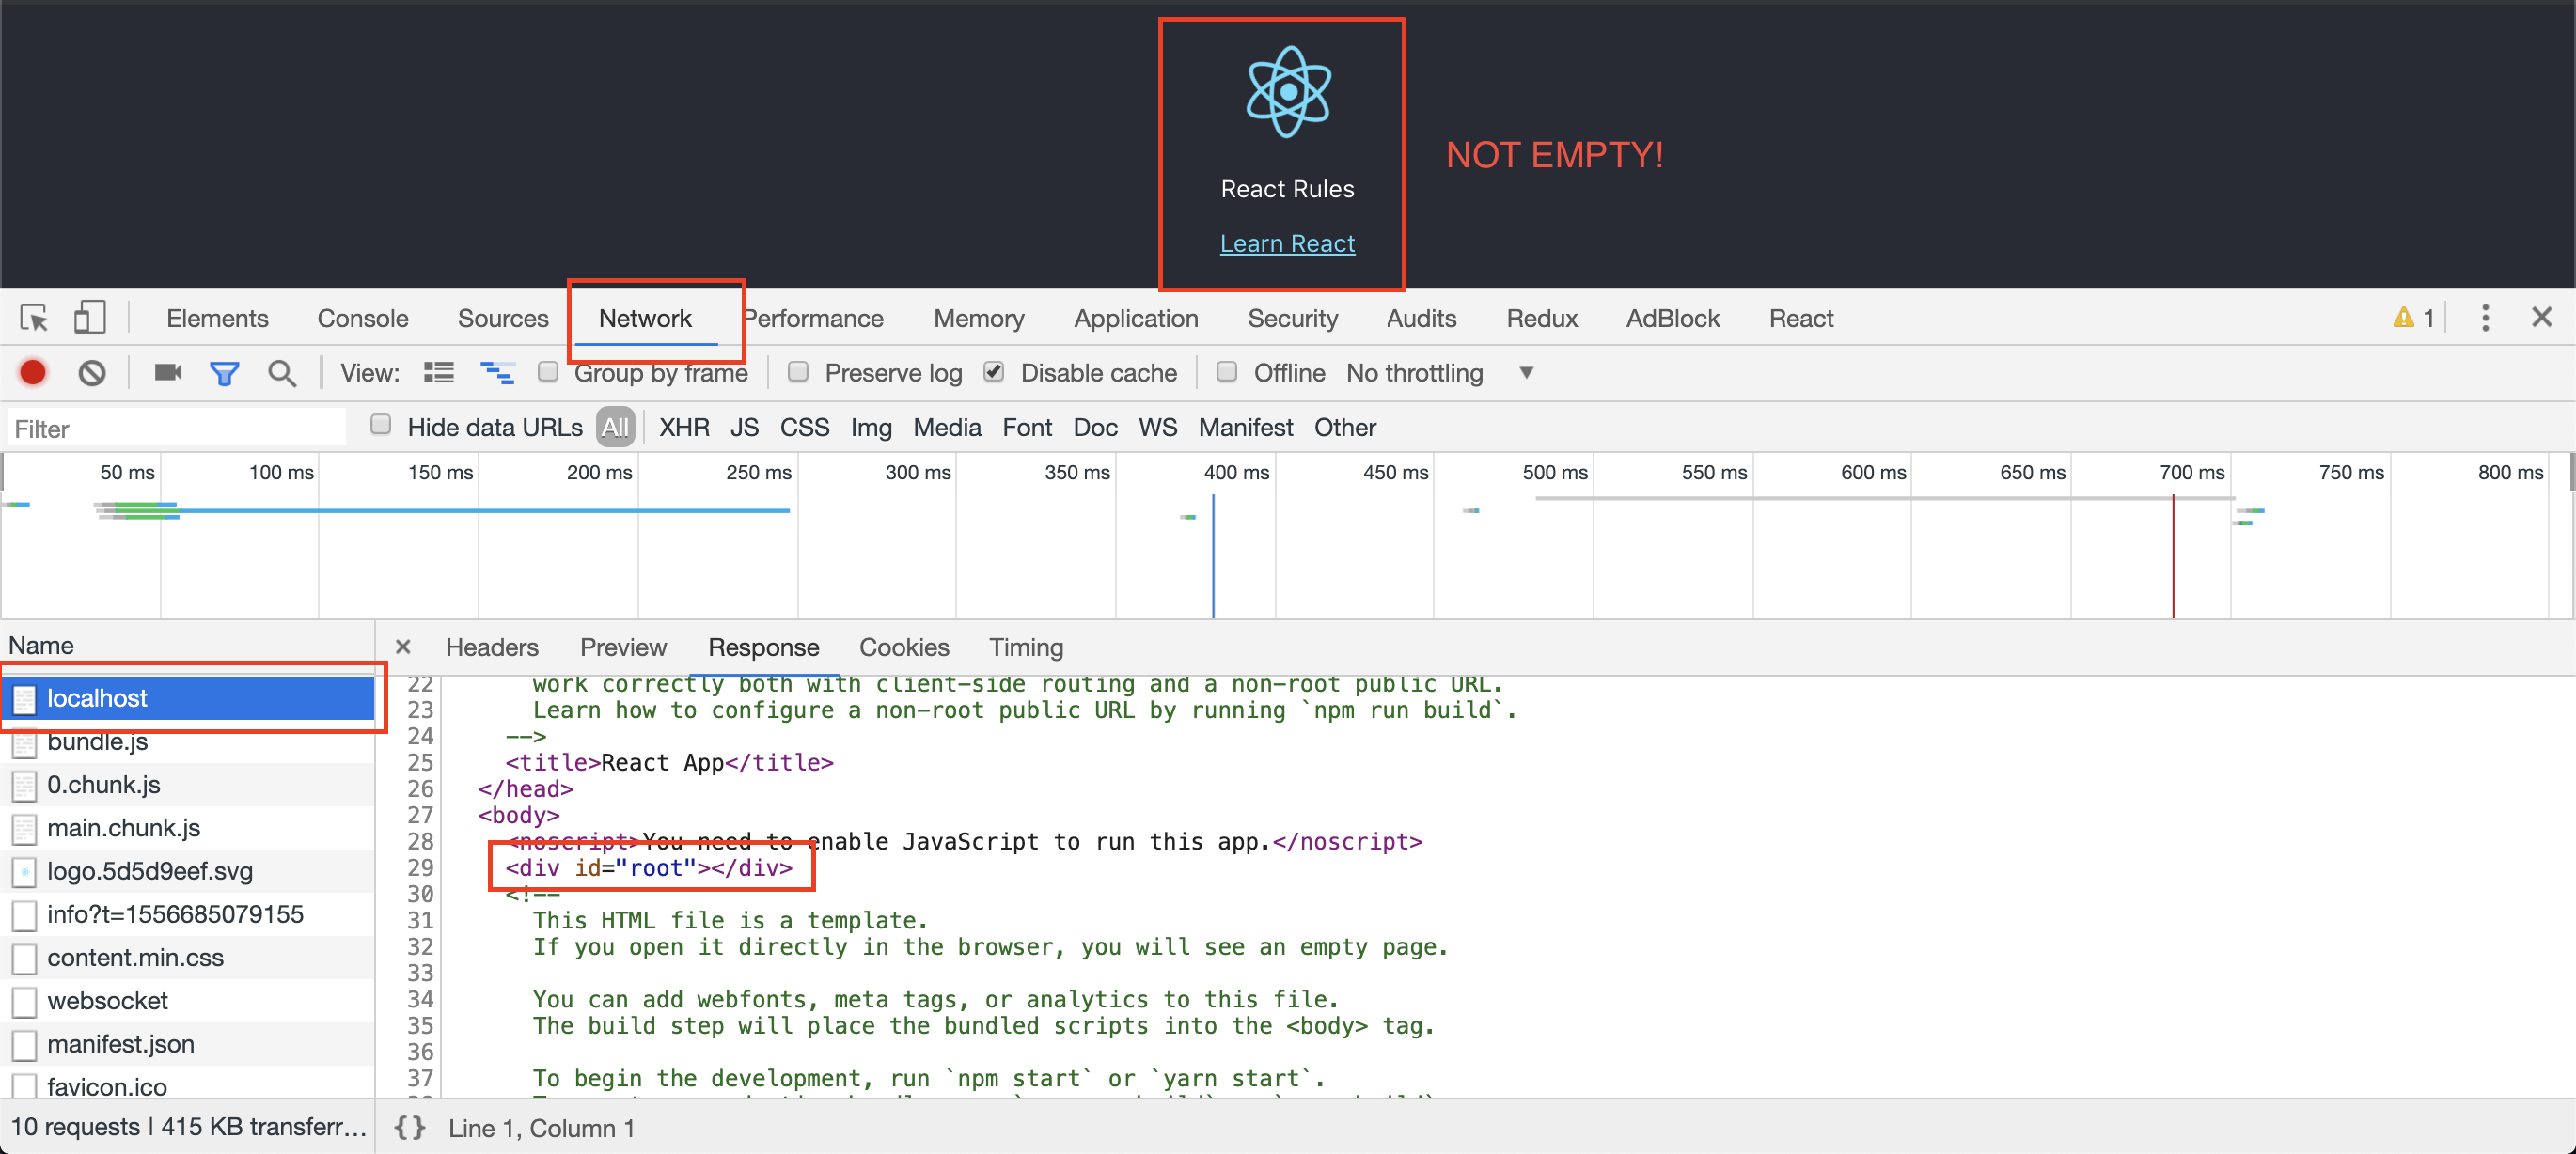 React Rules
NOT EMPTY!
Learn React
Elements Console Sources Network Performance Memory Application Security Audits Redux AdBlock React 1
View: Group by frame Preserve log Disable cache Offline No throttling
Filter Hide data URLs All XHR JS CSS Img Media Font Doc WS Manifest Other
50 ms 100 ms 150 ms 200 ms 250 ms 300 ms 350 ms 400 ms 450 ms 500 ms 550 ms 600 ms 650 ms 700 ms 750 ms 800 ms
Name
localhost
bundle.js
0.chunk.js
main.chunk.js
logo.5d5d9eef.svg
info?t=1556685079155
content.min.css
websocket
manifest.json
favicon.ico
10 requests | 415 KB transferr...
Headers Preview Response Cookies Timing
22 work correctly both with client-side routing and a non-root public URL.
23 Learn how to configure a non-root public URL by running `npm run build`.
24 -->
25 <title>React App</title>
26 </head>
27 <body>
28 <noscript>You need to enable JavaScript to run this app.</noscript>
29 <div id="root"></div>
30 <!--
31 This HTML file is a template.
32 If you open it directly in the browser, you will see an empty page.
33
34 You can add webfonts, meta tags, or analytics to this file.
35 The build step will place the bundled scripts into the <body> tag.
36
37 To begin the development, run `npm start` or `yarn start`.
{} Line 1, Column 1